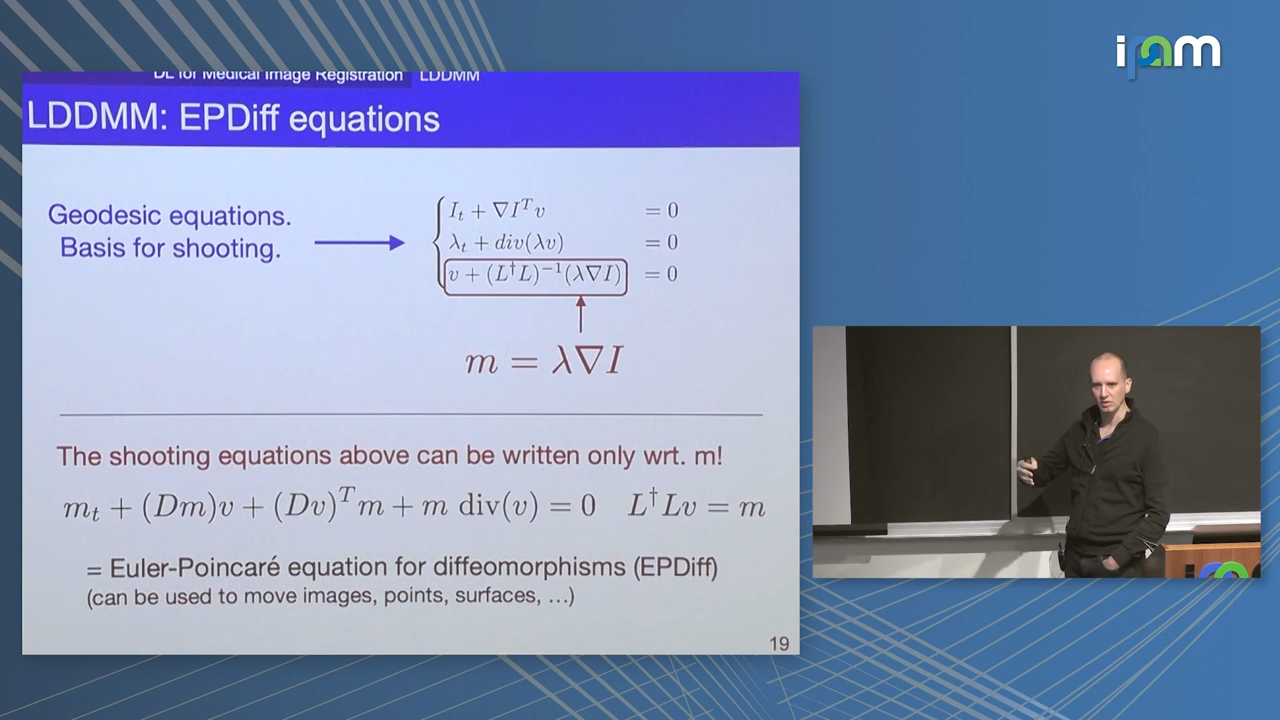 ipam
DL for Medical Image Registration LDDMM
LDDMM: EPDiff equations
Geodesic equations.
Basis for shooting.
I_t + ∇I^T v = 0
λ_t + div(λv) = 0
v + (L^†L)^{-1}(λ∇I) = 0
m = λ∇I
The shooting equations above can be written only wrt. m!
m_t + (Dm)v + (Dv)^T m + m div(v) = 0 L^†Lv = m
= Euler-Poincaré equation for diffeomorphisms (EPDiff)
(can be used to move images, points, surfaces, …)
19